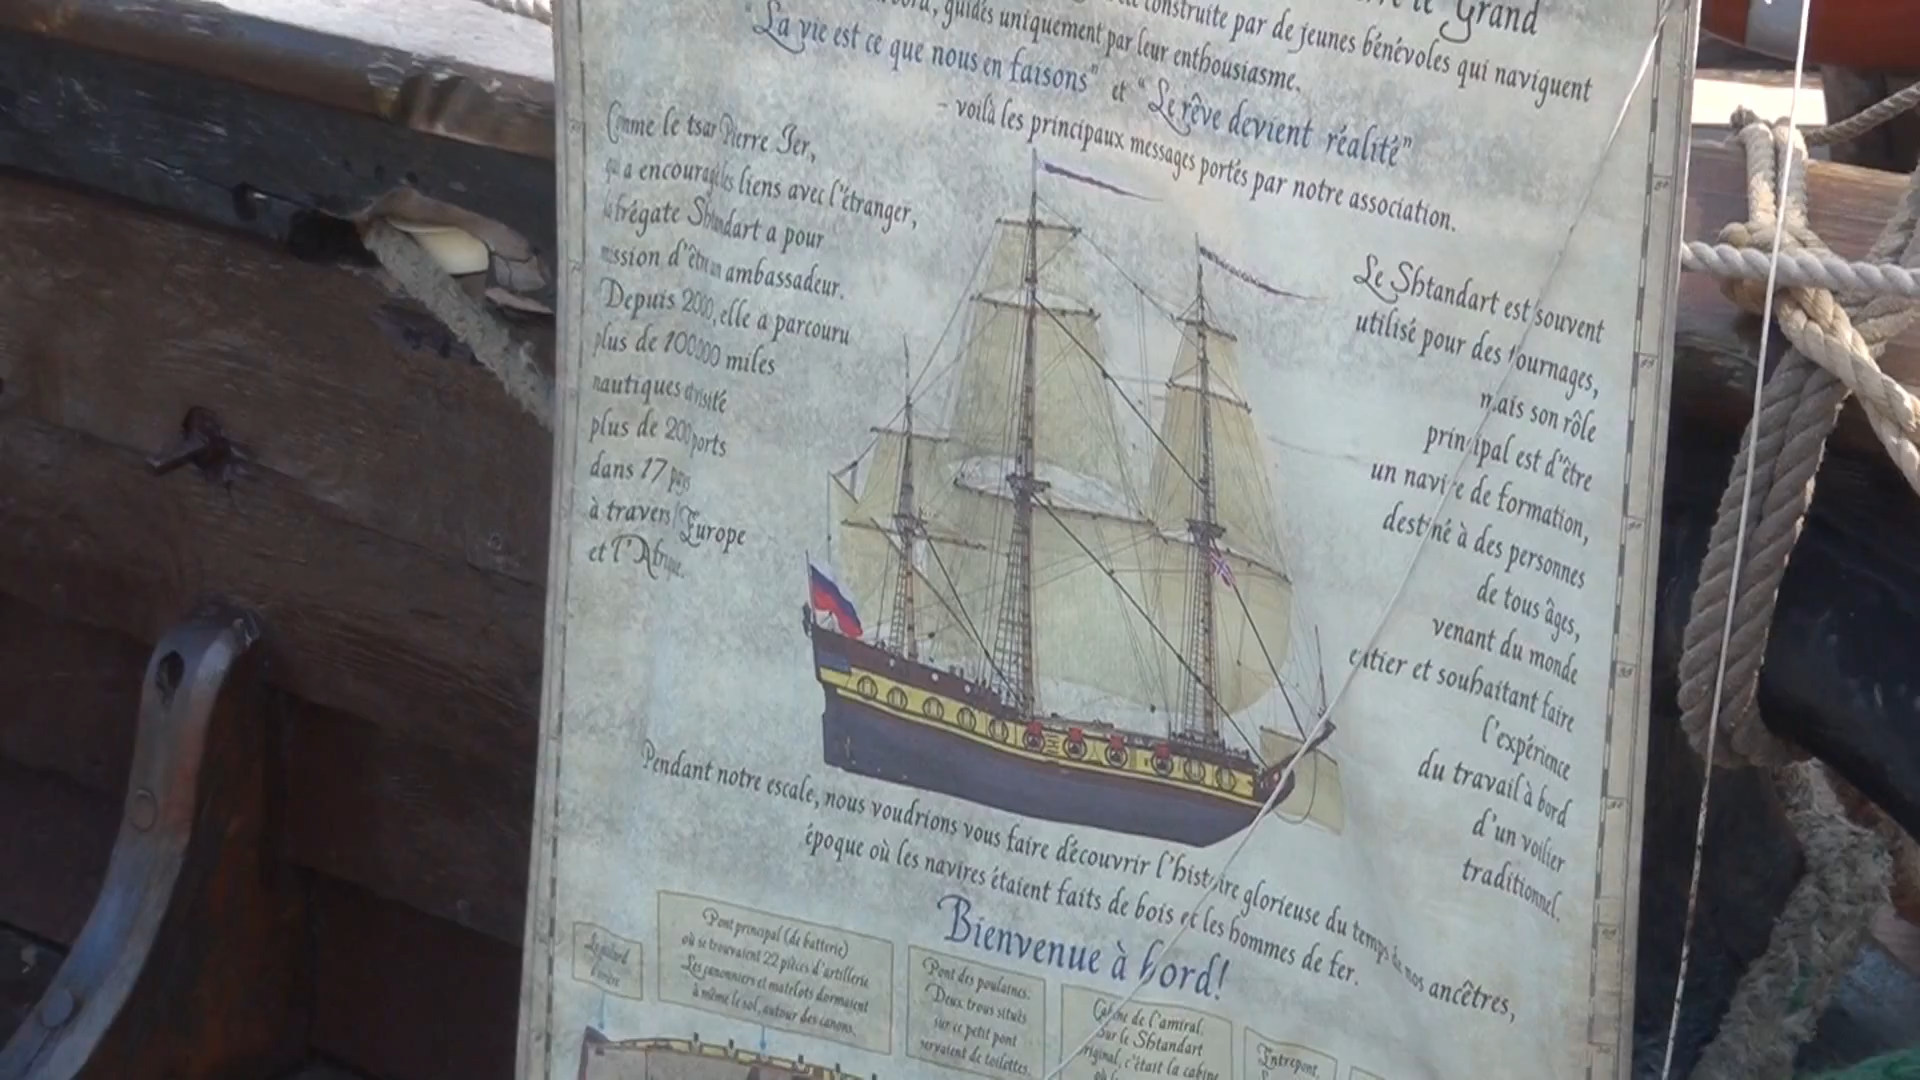 le Grand
construite par de jeunes bénévoles qui naviguent
guidés uniquement par leur enthousiasme.
"La vie est ce que nous en faisons" et "Le rêve devient réalité"
- voilà les principaux messages portés par notre association.
Comme le tsar Pierre Ier,
qui a encouragé les liens avec l'étranger,
la frégate Shtandart a pour
mission d'être un ambassadeur.
Depuis 2000, elle a parcouru
plus de 100000 miles
nautiques et visité
plus de 200 ports
dans 17 pays
à travers l'Europe
et l'Afrique.
Le Shtandart est souvent
utilisé pour des tournages,
mais son rôle
principal est d'être
un navire de formation,
destiné à des personnes
de tous âges,
venant du monde
entier et souhaitant faire
l'expérience
du travail à bord
d'un voilier
traditionnel.
Pendant notre escale, nous voudrions vous faire découvrir l'histoire glorieuse du temps de nos ancêtres,
époque où les navires étaient faits de bois et les hommes de fer.
Bienvenue à bord!
Pont principal (de batterie)
où se trouvaient 22 pièces d'artillerie.
Les canonniers et matelots dormaient
à même le sol, autour des canons.
Pont des poulaines.
Deux trous situés
sur ce petit pont
servaient de toilettes.
Cabine de l'amiral.
Sur le Shtandart
original, c'était la cabine
Entrepont.